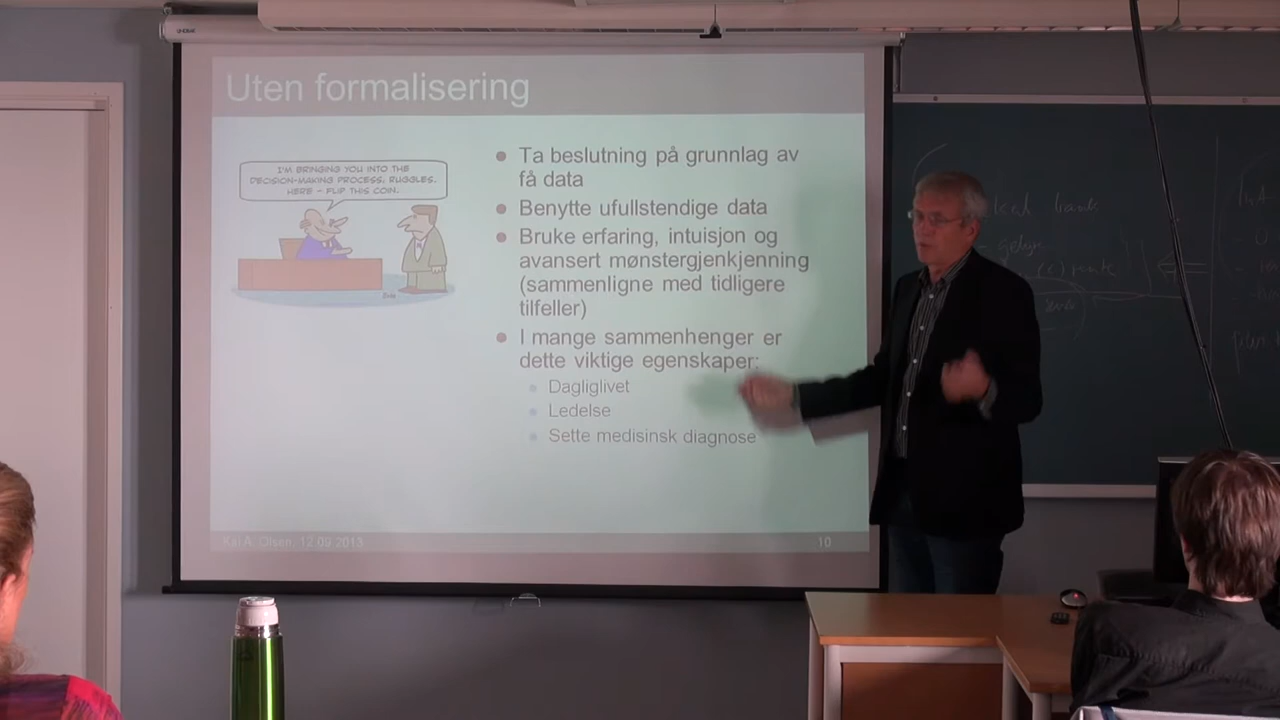 Uten formalisering
I'M BRINGING YOU INTO THE
DECISION-MAKING PROCESS, RUGGLES.
HERE - FLIP THIS COIN.
Ta beslutning på grunnlag av
få data
Benytte ufullstendige data
Bruke erfaring, intuisjon og
avansert mønstergjenkjenning
(sammenligne med tidligere
tilfeller)
I mange sammenhenger er
dette viktige egenskaper:
Dagliglivet
Ledelse
Sette medisinsk diagnose
Kai A. Olsen, 12.09.2013
10
bank